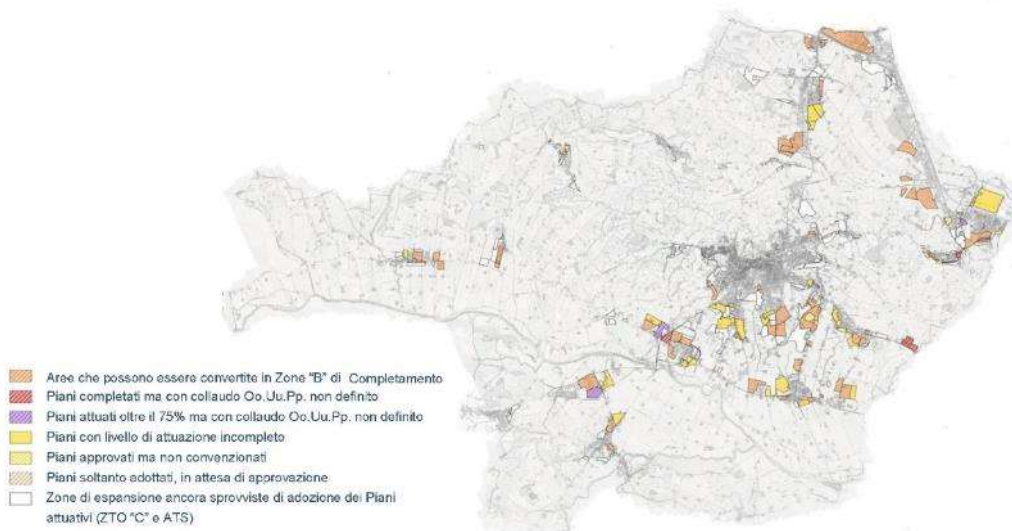 Aree che possono essere convertite in Zone "B" di Completamento
Piani completati ma con collaudo Oo.Uu.Pp. non definito
Piani attuati oltre il 75% ma con collaudo Oo.Uu.Pp. non definito
Piani con livello di attuazione incompleto
Piani approvati ma non convenzionati
Piani soltanto adottati, in attesa di approvazione
Zone di espansione ancora sprovviste di adozione dei Piani
attuativi (ZTO "C" e ATS)